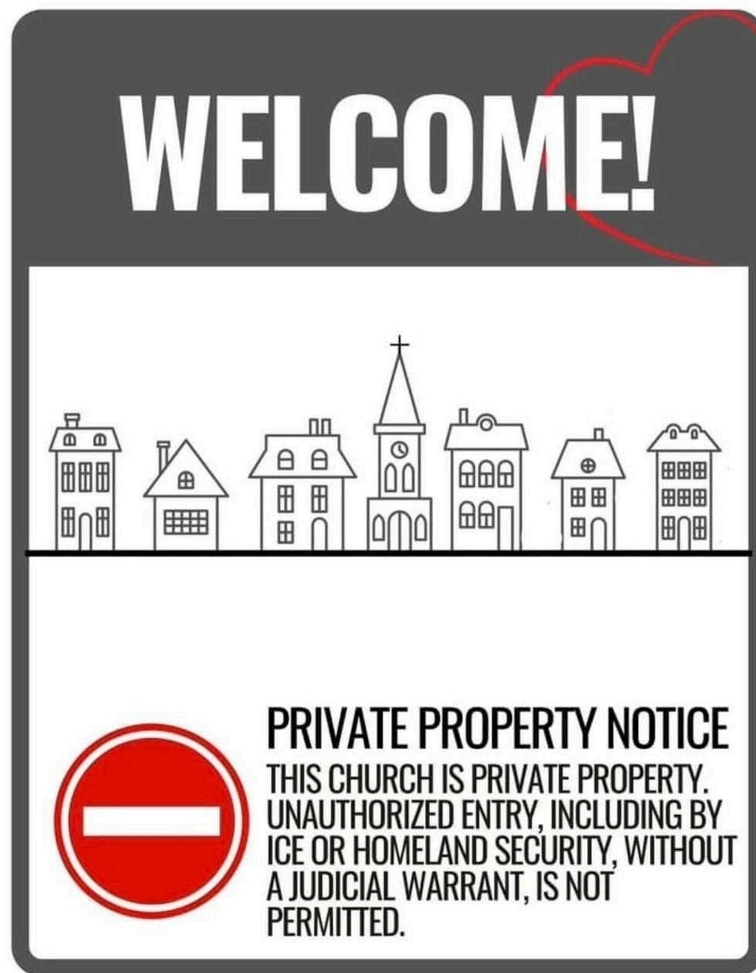 WELCOME!
PRIVATE PROPERTY NOTICE
THIS CHURCH IS PRIVATE PROPERTY.
UNAUTHORIZED ENTRY, INCLUDING BY
ICE OR HOMELAND SECURITY, WITHOUT
A JUDICIAL WARRANT, IS NOT
PERMITTED.